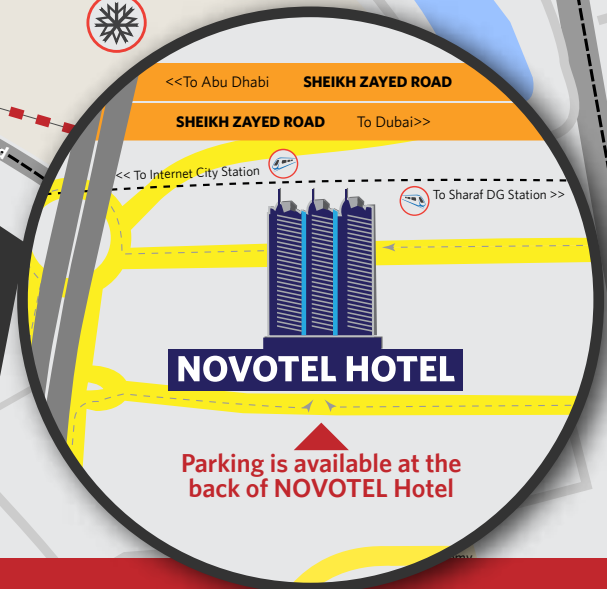 <<To Abu Dhabi SHEIKH ZAYED ROAD
SHEIKH ZAYED ROAD To Dubai>>
<< To Internet City Station
To Sharaf DG Station >>
NOVOTEL HOTEL
Parking is available at the
back of NOVOTEL Hotel